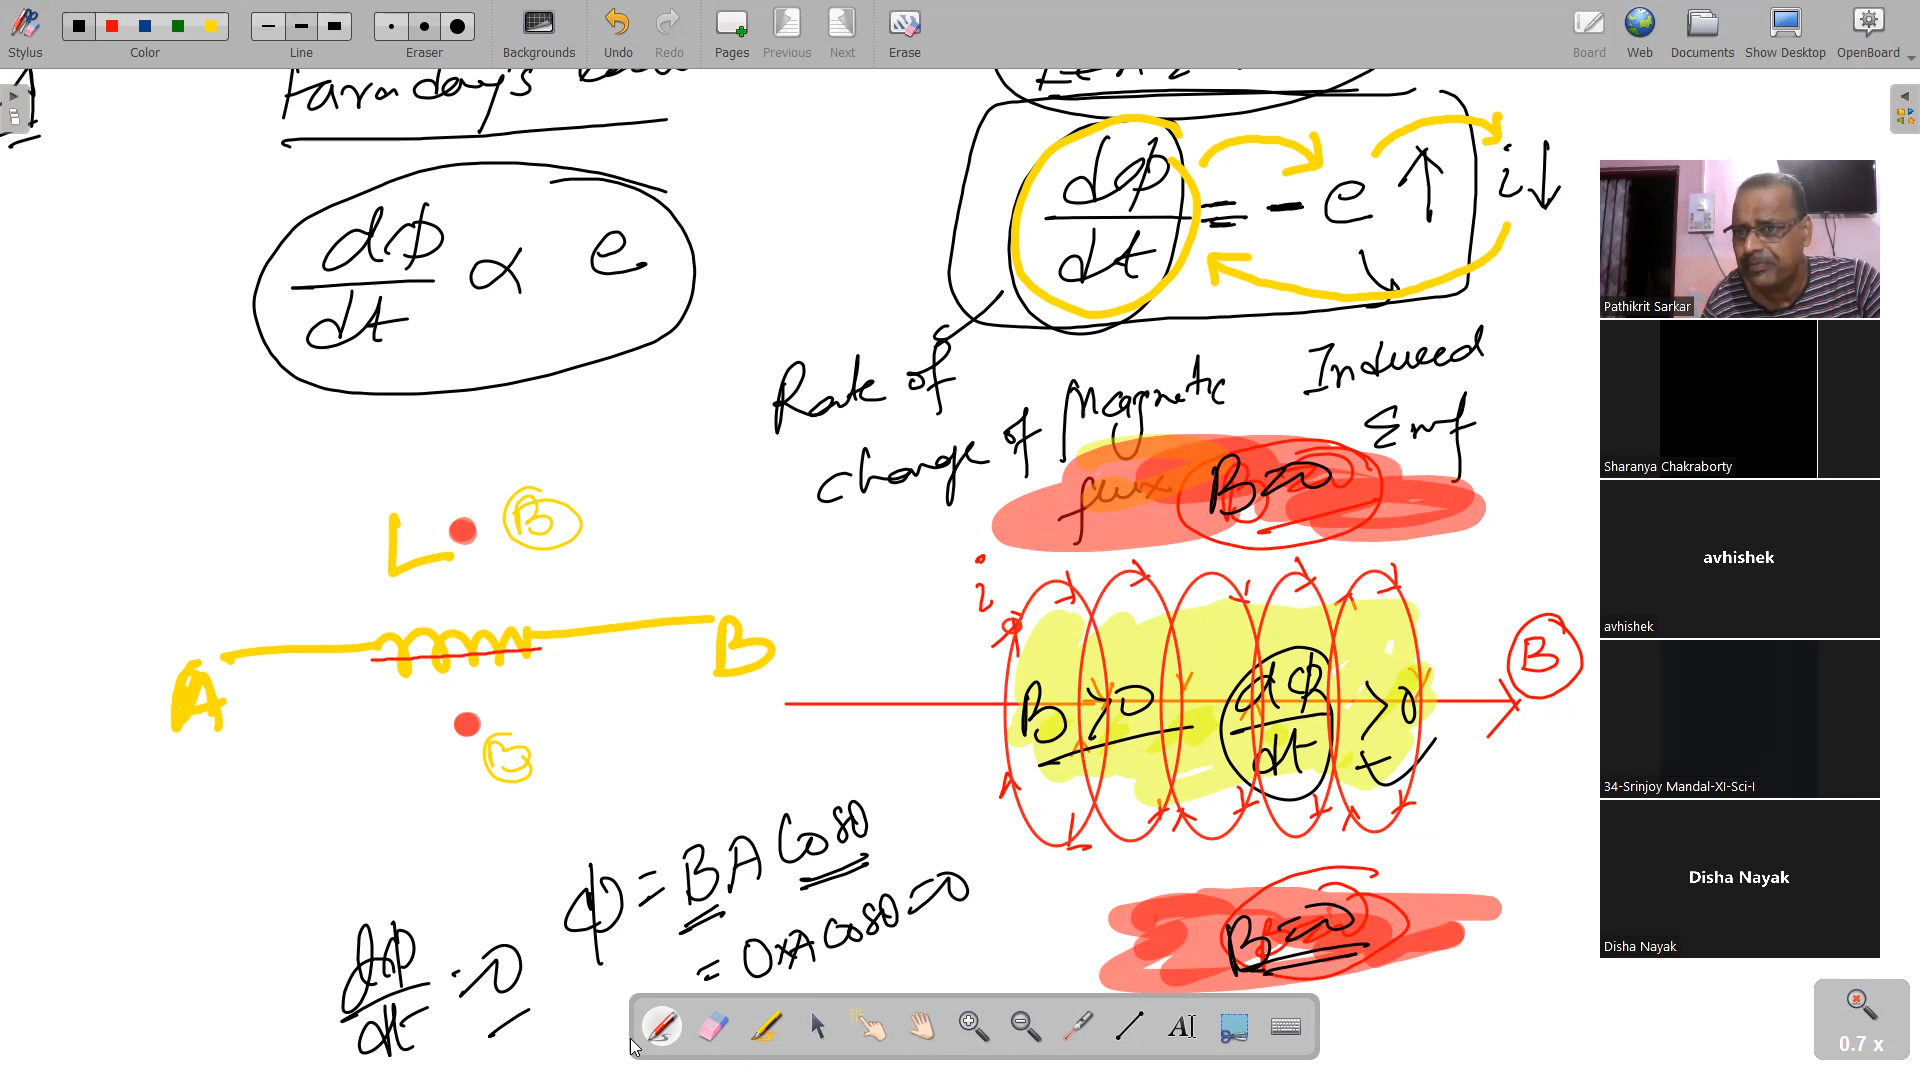 Stylus
Color
Line
Eraser
Backgrounds
Undo
Redo
Pages
Previous
Next
Erase
Board
Web
Documents
Show Desktop
OpenBoard
Faraday's
dϕ/dt ∝ e
dϕ/dt = - e ↑ i ↓
Rate of
change of Magnetic
flux
Induced
Emf
B=0
L
B
A
B
B
i
B >0
dϕ/dt >0
B
ϕ = BA Cosθ
= 0xA Cosθ = 0
dϕ/dt = 0
B=0
Pathikrit Sarkar
Sharanya Chakraborty
avhishek
avhishek
34-Srinjoy Mandal-XI-Sci-I
Disha Nayak
Disha Nayak
0.7 x